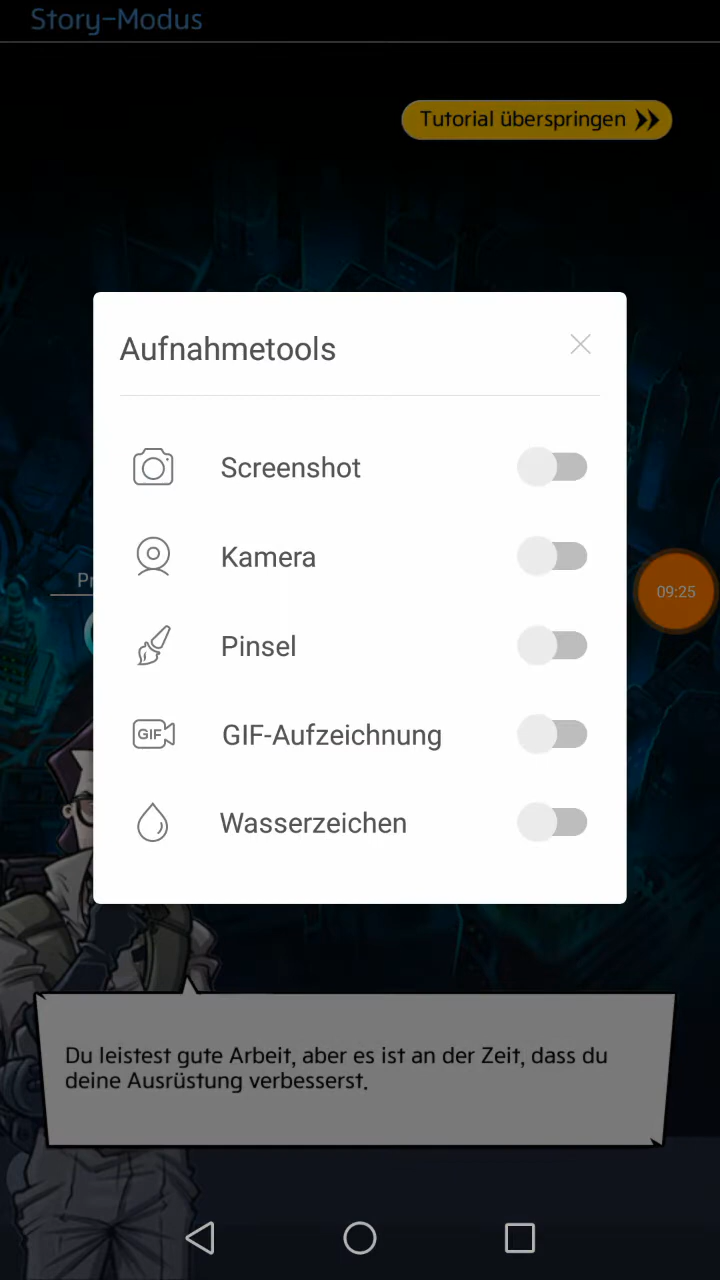 Story-Modus
Tutorial überspringen
Aufnahmetools
Screenshot
Kamera
09:25
Pr
Pinsel
GIF GIF-Aufzeichnung
Wasserzeichen
Du leistest gute Arbeit, aber es ist an der Zeit, dass du
deine Ausrüstung verbesserst.